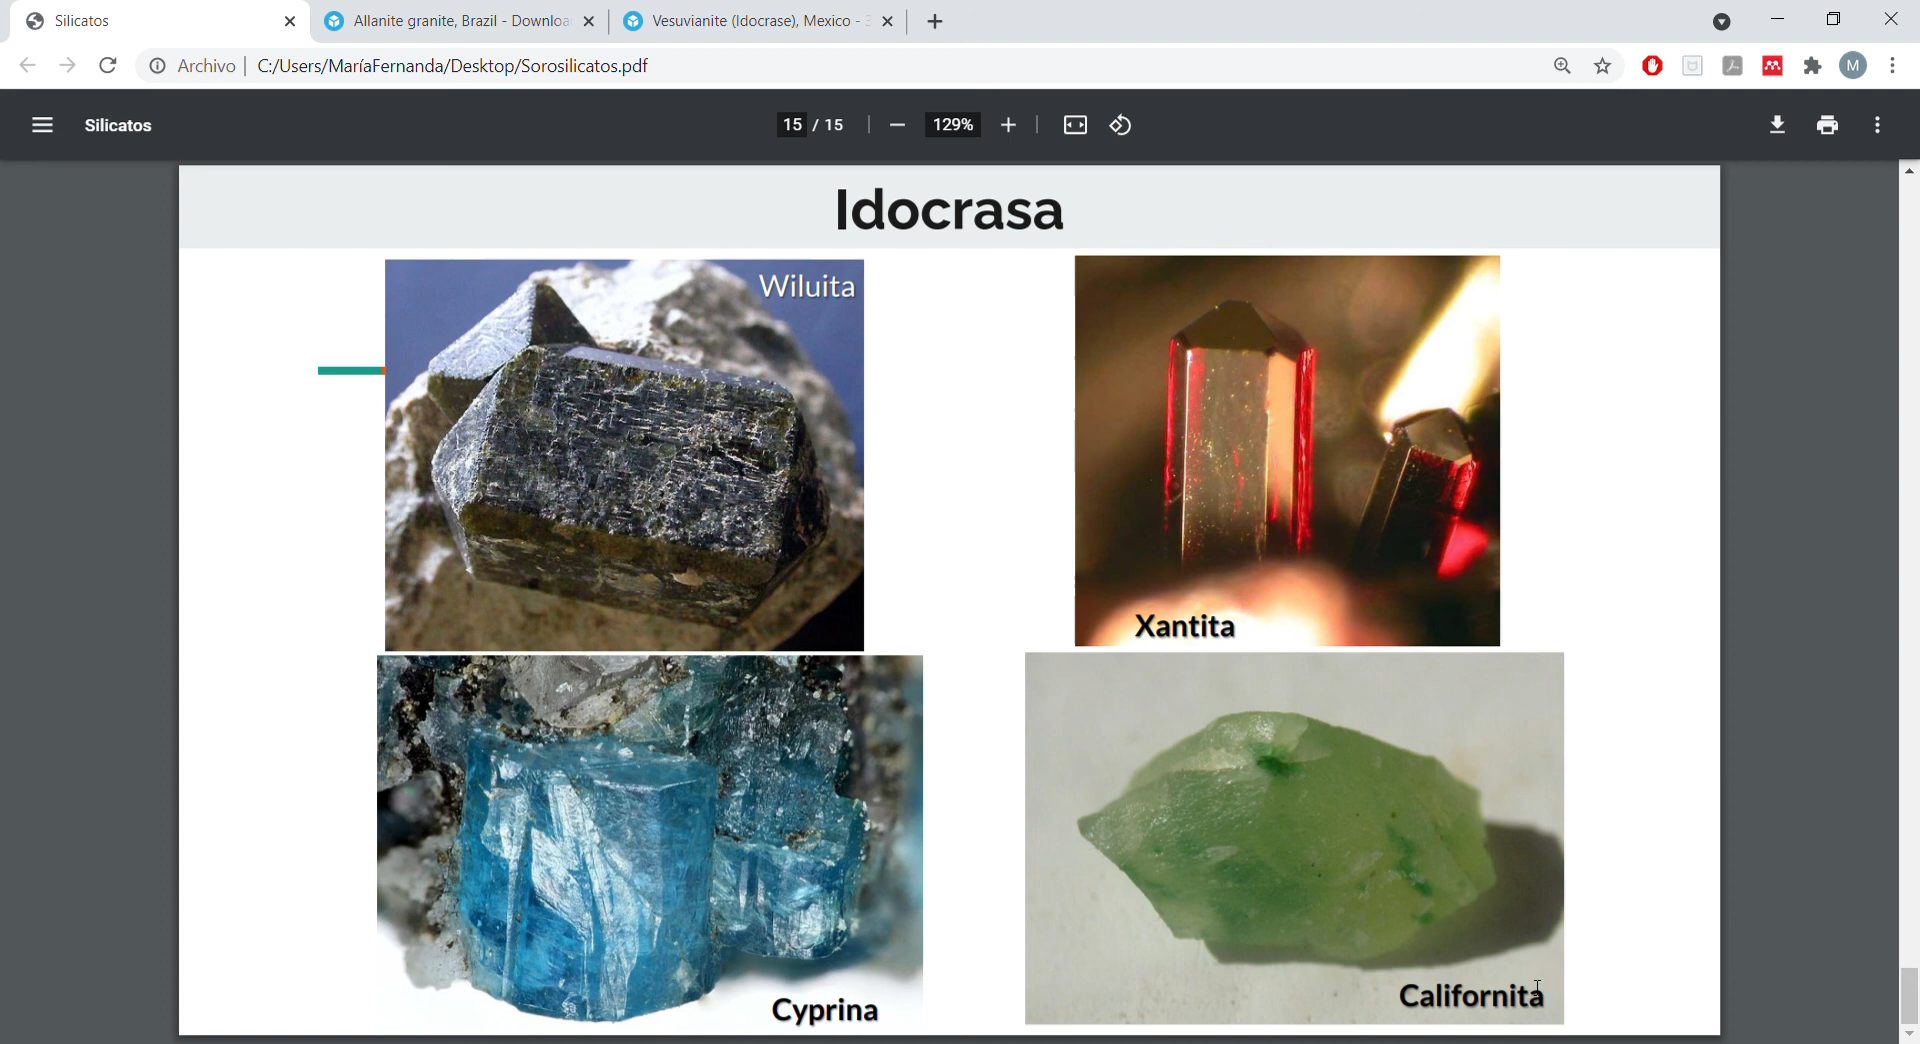 Silicatos
Allanite granite, Brazil - Downloa
Vesuvianite (Idocrase), Mexico - 3
Archivo
C:/Users/MaríaFernanda/Desktop/Sorosilicatos.pdf
M
Silicatos
15 / 15
129%
Idocrasa
Wiluita
Xantita
Cyprina
Californita